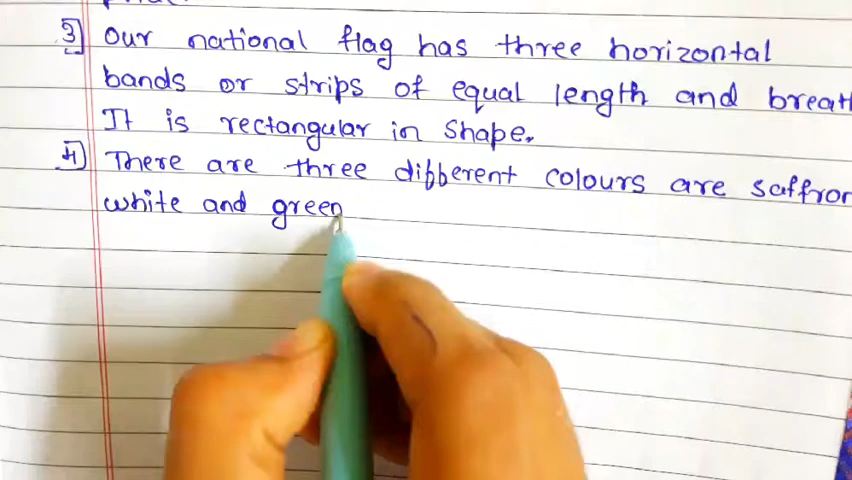 3] Our national flag has three horizontal
bands or strips of equal length and breath
It is rectangular in shape.
4] There are three different colours are saffron
white and green